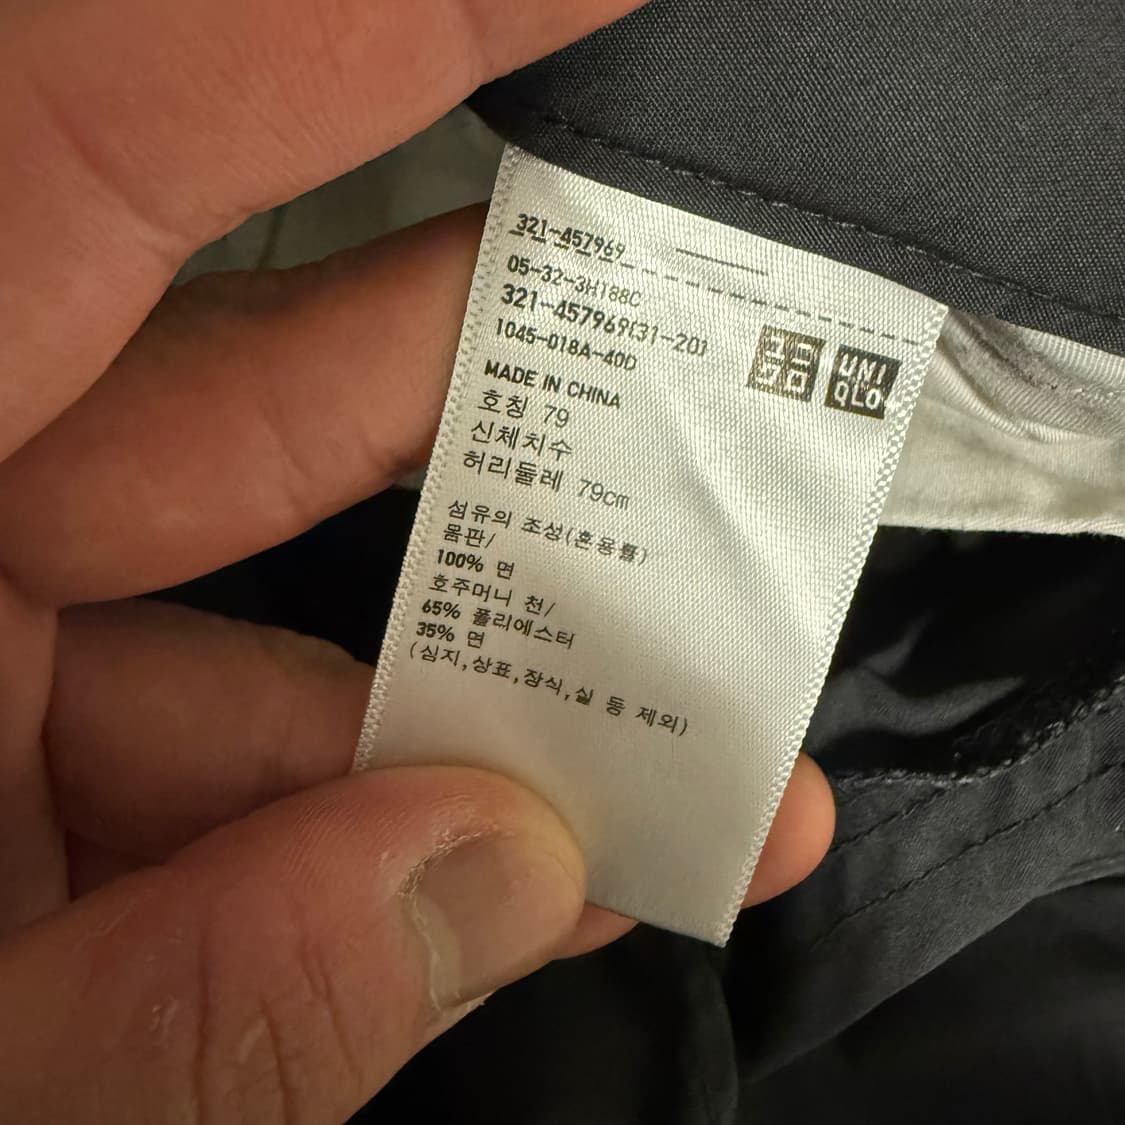 321-457969
05-32-3H188C
321-457969(31-20)
1045-018A-40D
MADE IN CHINA
호칭 79
신체치수
허리둘레 79cm
섬유의 조성(혼용률)
몸판/
100% 면
호주머니 천/
65% 폴리에스터
35% 면
(심지,상표,장식,실 등 제외)
ユニ
クロ
UNI
QLO